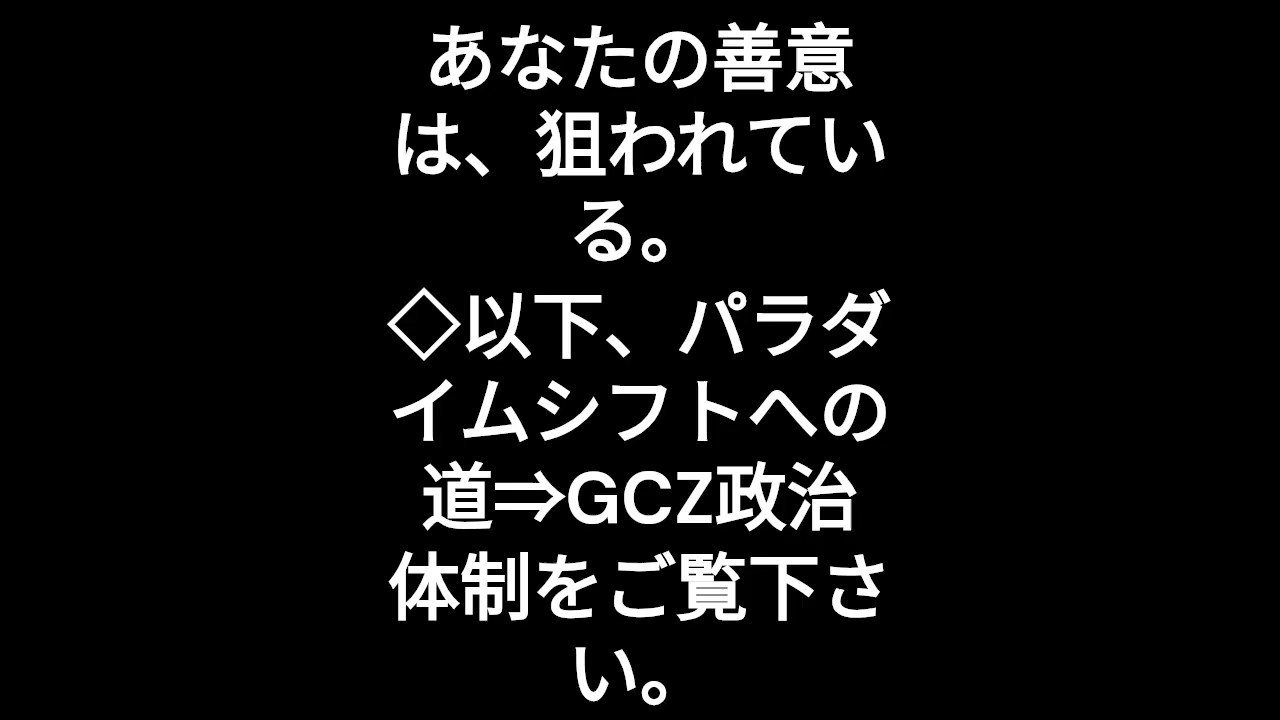 あなたの善意
は、狙われてい
る。
◇以下、パラダ
イムシフトへの
道⇒GCZ政治
体制をご覧下さ
い。